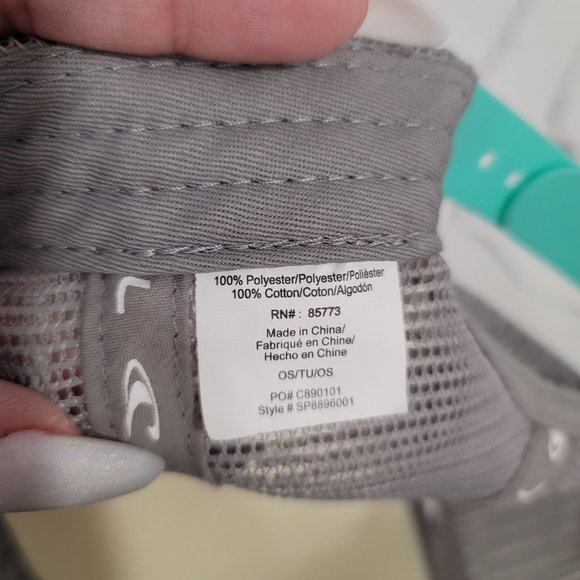 100% Polyester/Polyester/Polièster
100% Cotton/Coton/Algodón
RN# : 85773
Made in China/
Fabriqué en Chine/
Hecho en Chine
OS/TU/OS
PO# C890101
Style # SP8896001